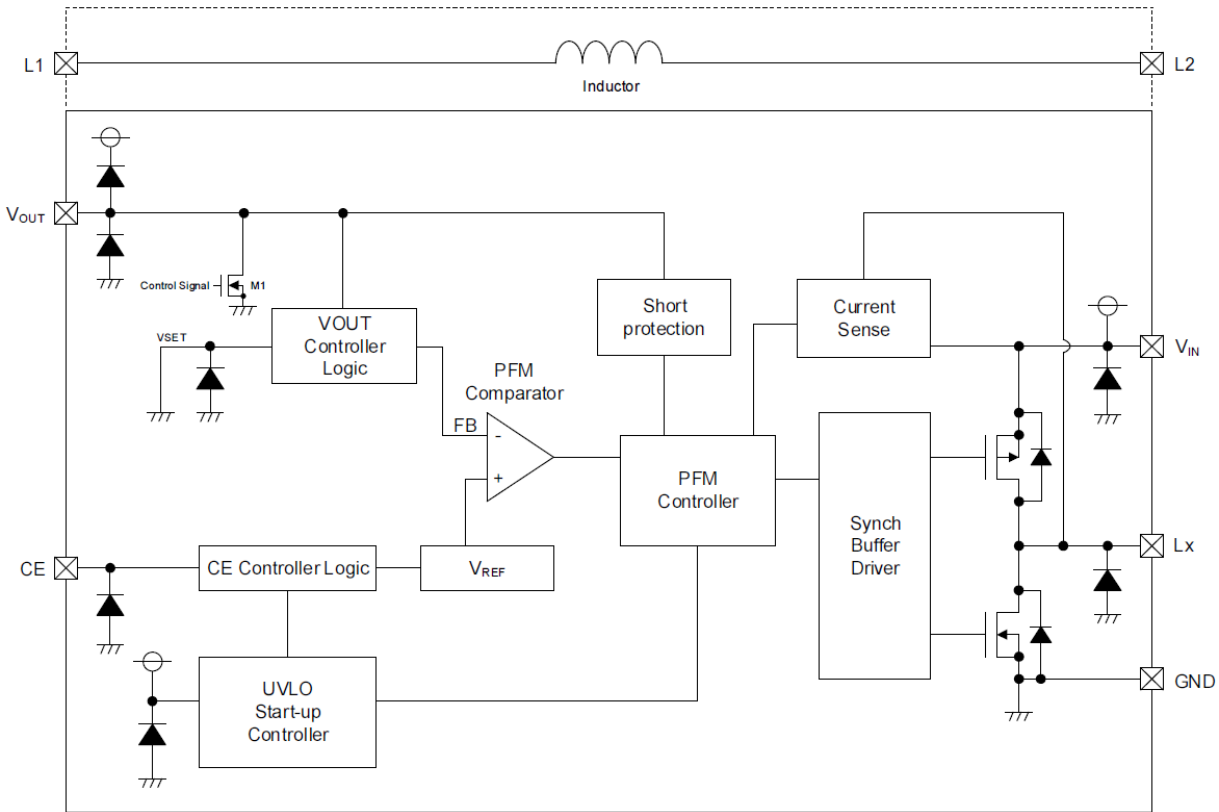 L1
L2
Inductor
VOUT
Control Signal
M1
Short
protection
Current
Sense
VSET
VOUT
Controller
Logic
VIN
PFM
Comparator
FB
-
+
PFM
Controller
Synch
Buffer
Driver
Lx
CE
CE Controller Logic
VREF
UVLO
Start-up
Controller
GND